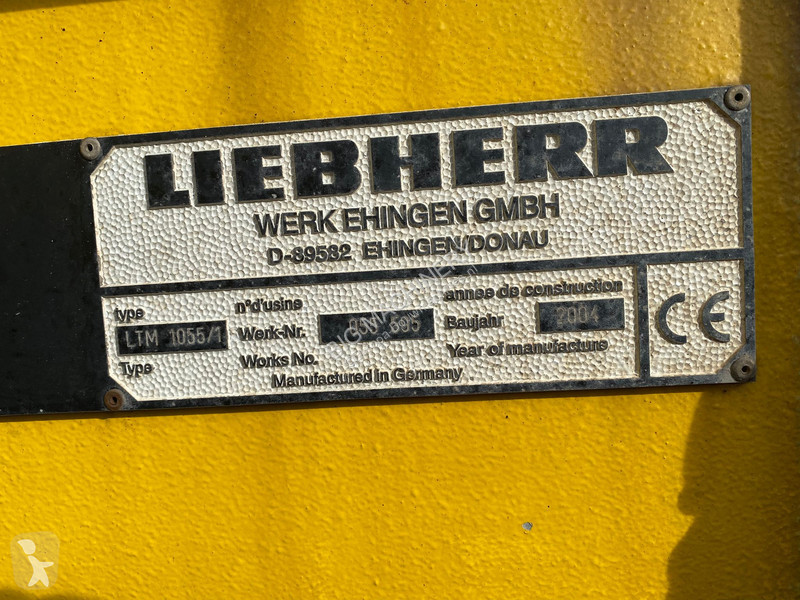 LIEBHERR
WERK EHINGEN GMBH
D-89582 EHINGEN/DONAU
type
LTM 1055/1
Type
n°d'usine
Werk-Nr.
Works No.
annee de construction
Baujahr 2004
Year of manufacture
Manufactured in Germany
CE